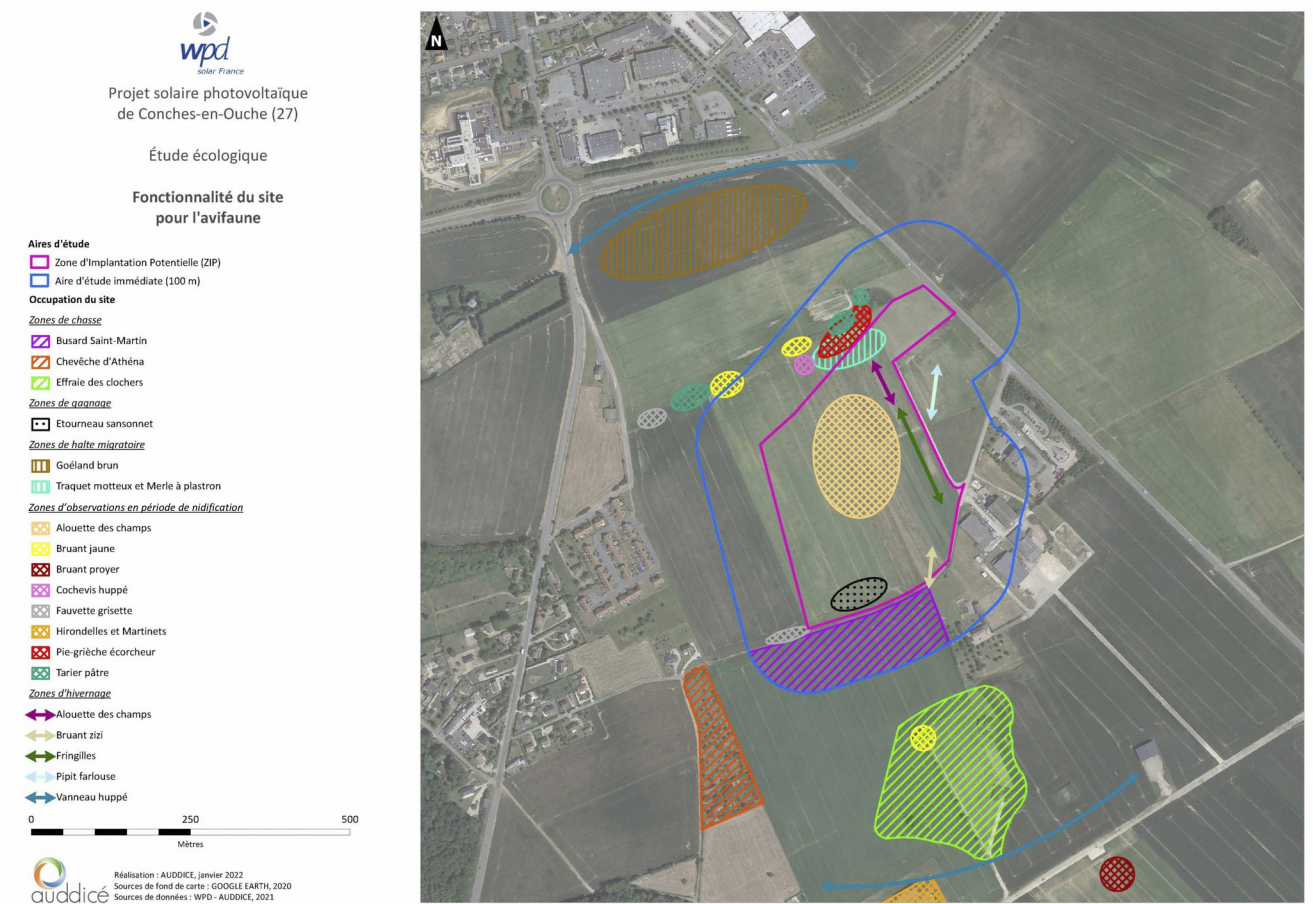 wpd
solar France
Projet solaire photovoltaïque
de Conches-en-Ouche (27)
Étude écologique
Fonctionnalité du site
pour l'avifaune
Aires d'étude
Zone d'Implantation Potentielle (ZIP)
Aire d'étude immédiate (100 m)
Occupation du site
Zones de chasse
Busard Saint-Martin
Chevêche d'Athéna
Effraie des clochers
Zones de gagnage
Etourneau sansonnet
Zones de halte migratoire
Goéland brun
Traquet motteux et Merle à plastron
Zones d'observations en période de nidification
Alouette des champs
Bruant jaune
Bruant proyer
Cochevis huppé
Fauvette grisette
Hirondelles et Martinets
Pie-grièche écorcheur
Tarier pâtre
Zones d'hivernage
Alouette des champs
Bruant zizi
Fringilles
Pipit farlouse
Vanneau huppé
0 250 500
Mètres
auddicé
Réalisation : AUDDICE, janvier 2022
Sources de fond de carte : GOOGLE EARTH, 2020
Sources de données : WPD - AUDDICE, 2021
N